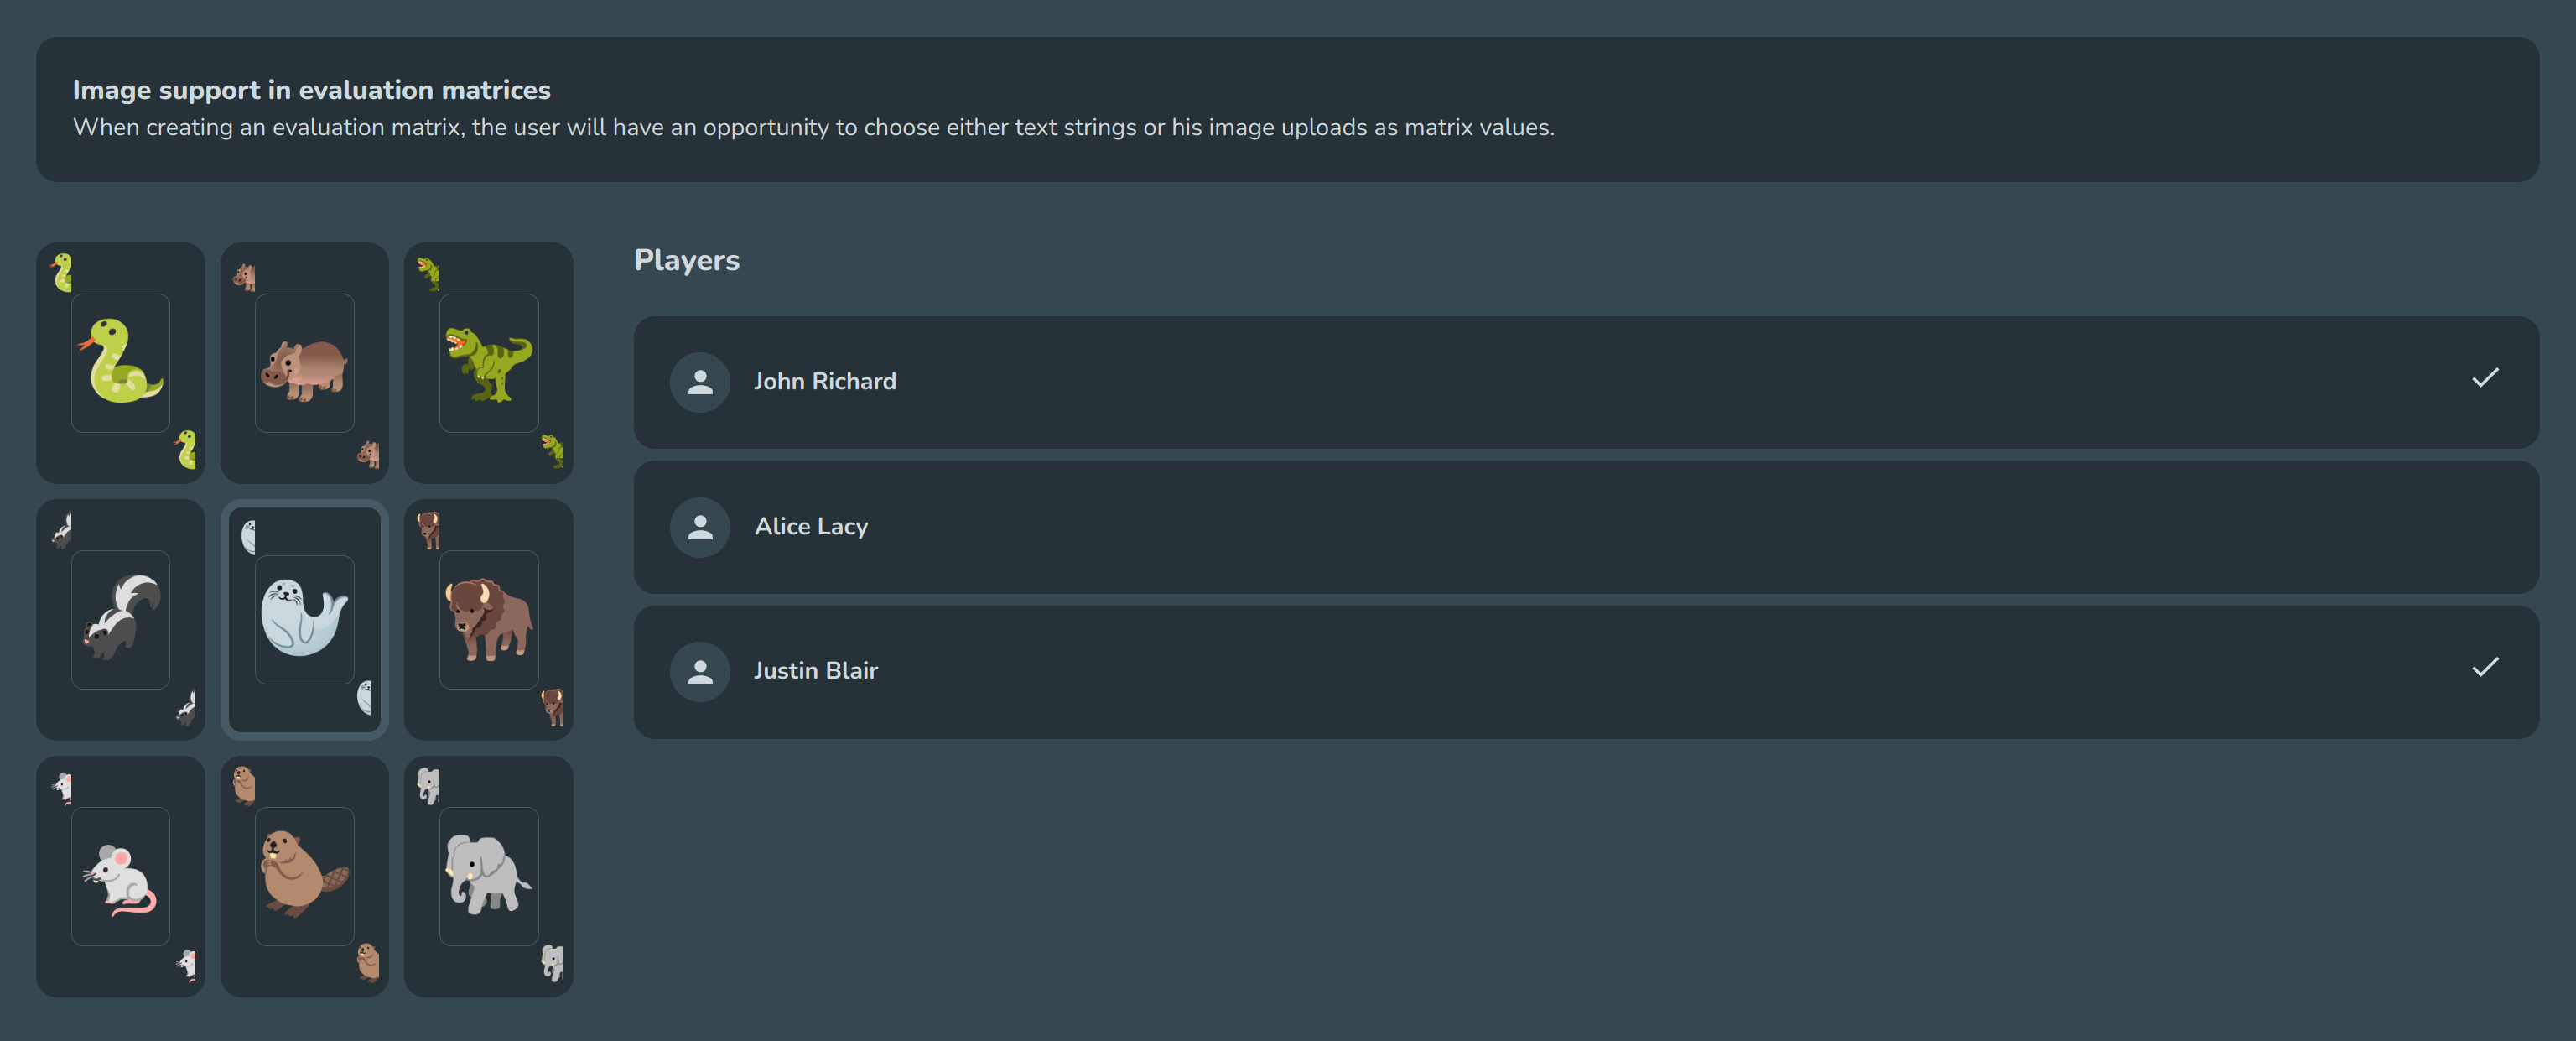 Image support in evaluation matrices
When creating an evaluation matrix, the user will have an opportunity to choose either text strings or his image uploads as matrix values.
Players
John Richard
Alice Lacy
Justin Blair